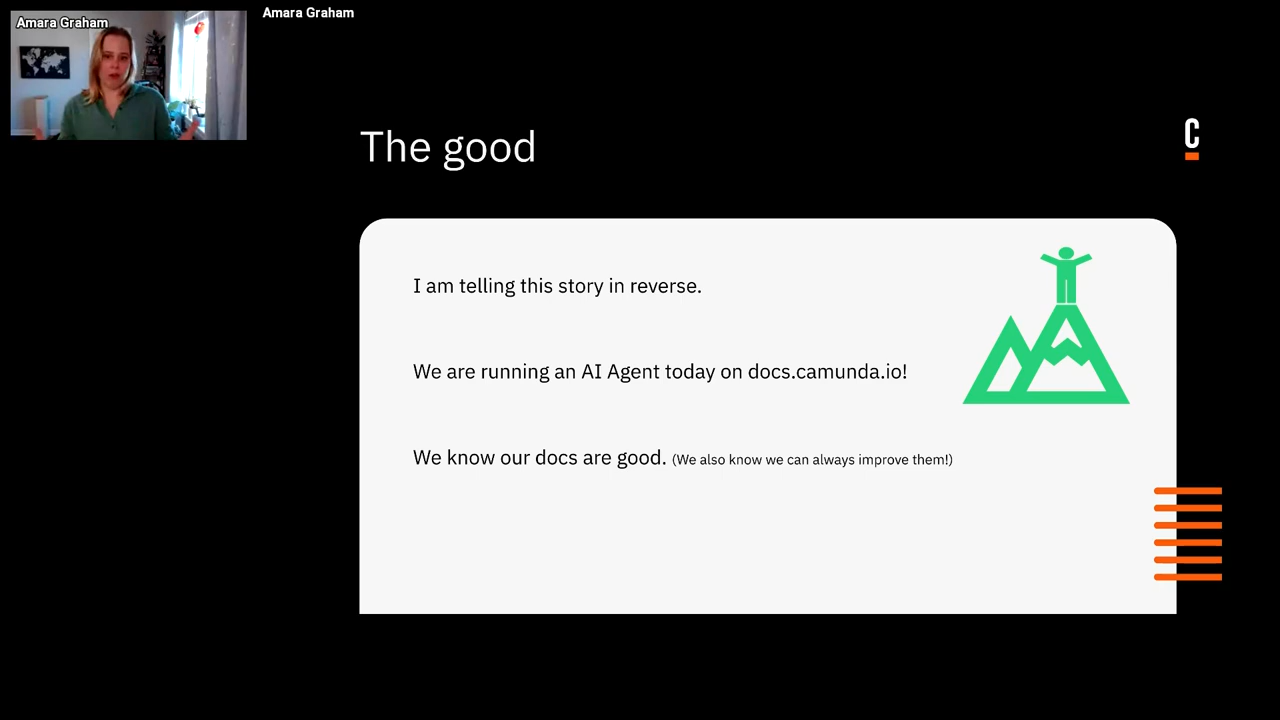 Amara Graham
Amara Graham
The good
C
I am telling this story in reverse.
We are running an AI Agent today on docs.camunda.io!
We know our docs are good. (We also know we can always improve them!)